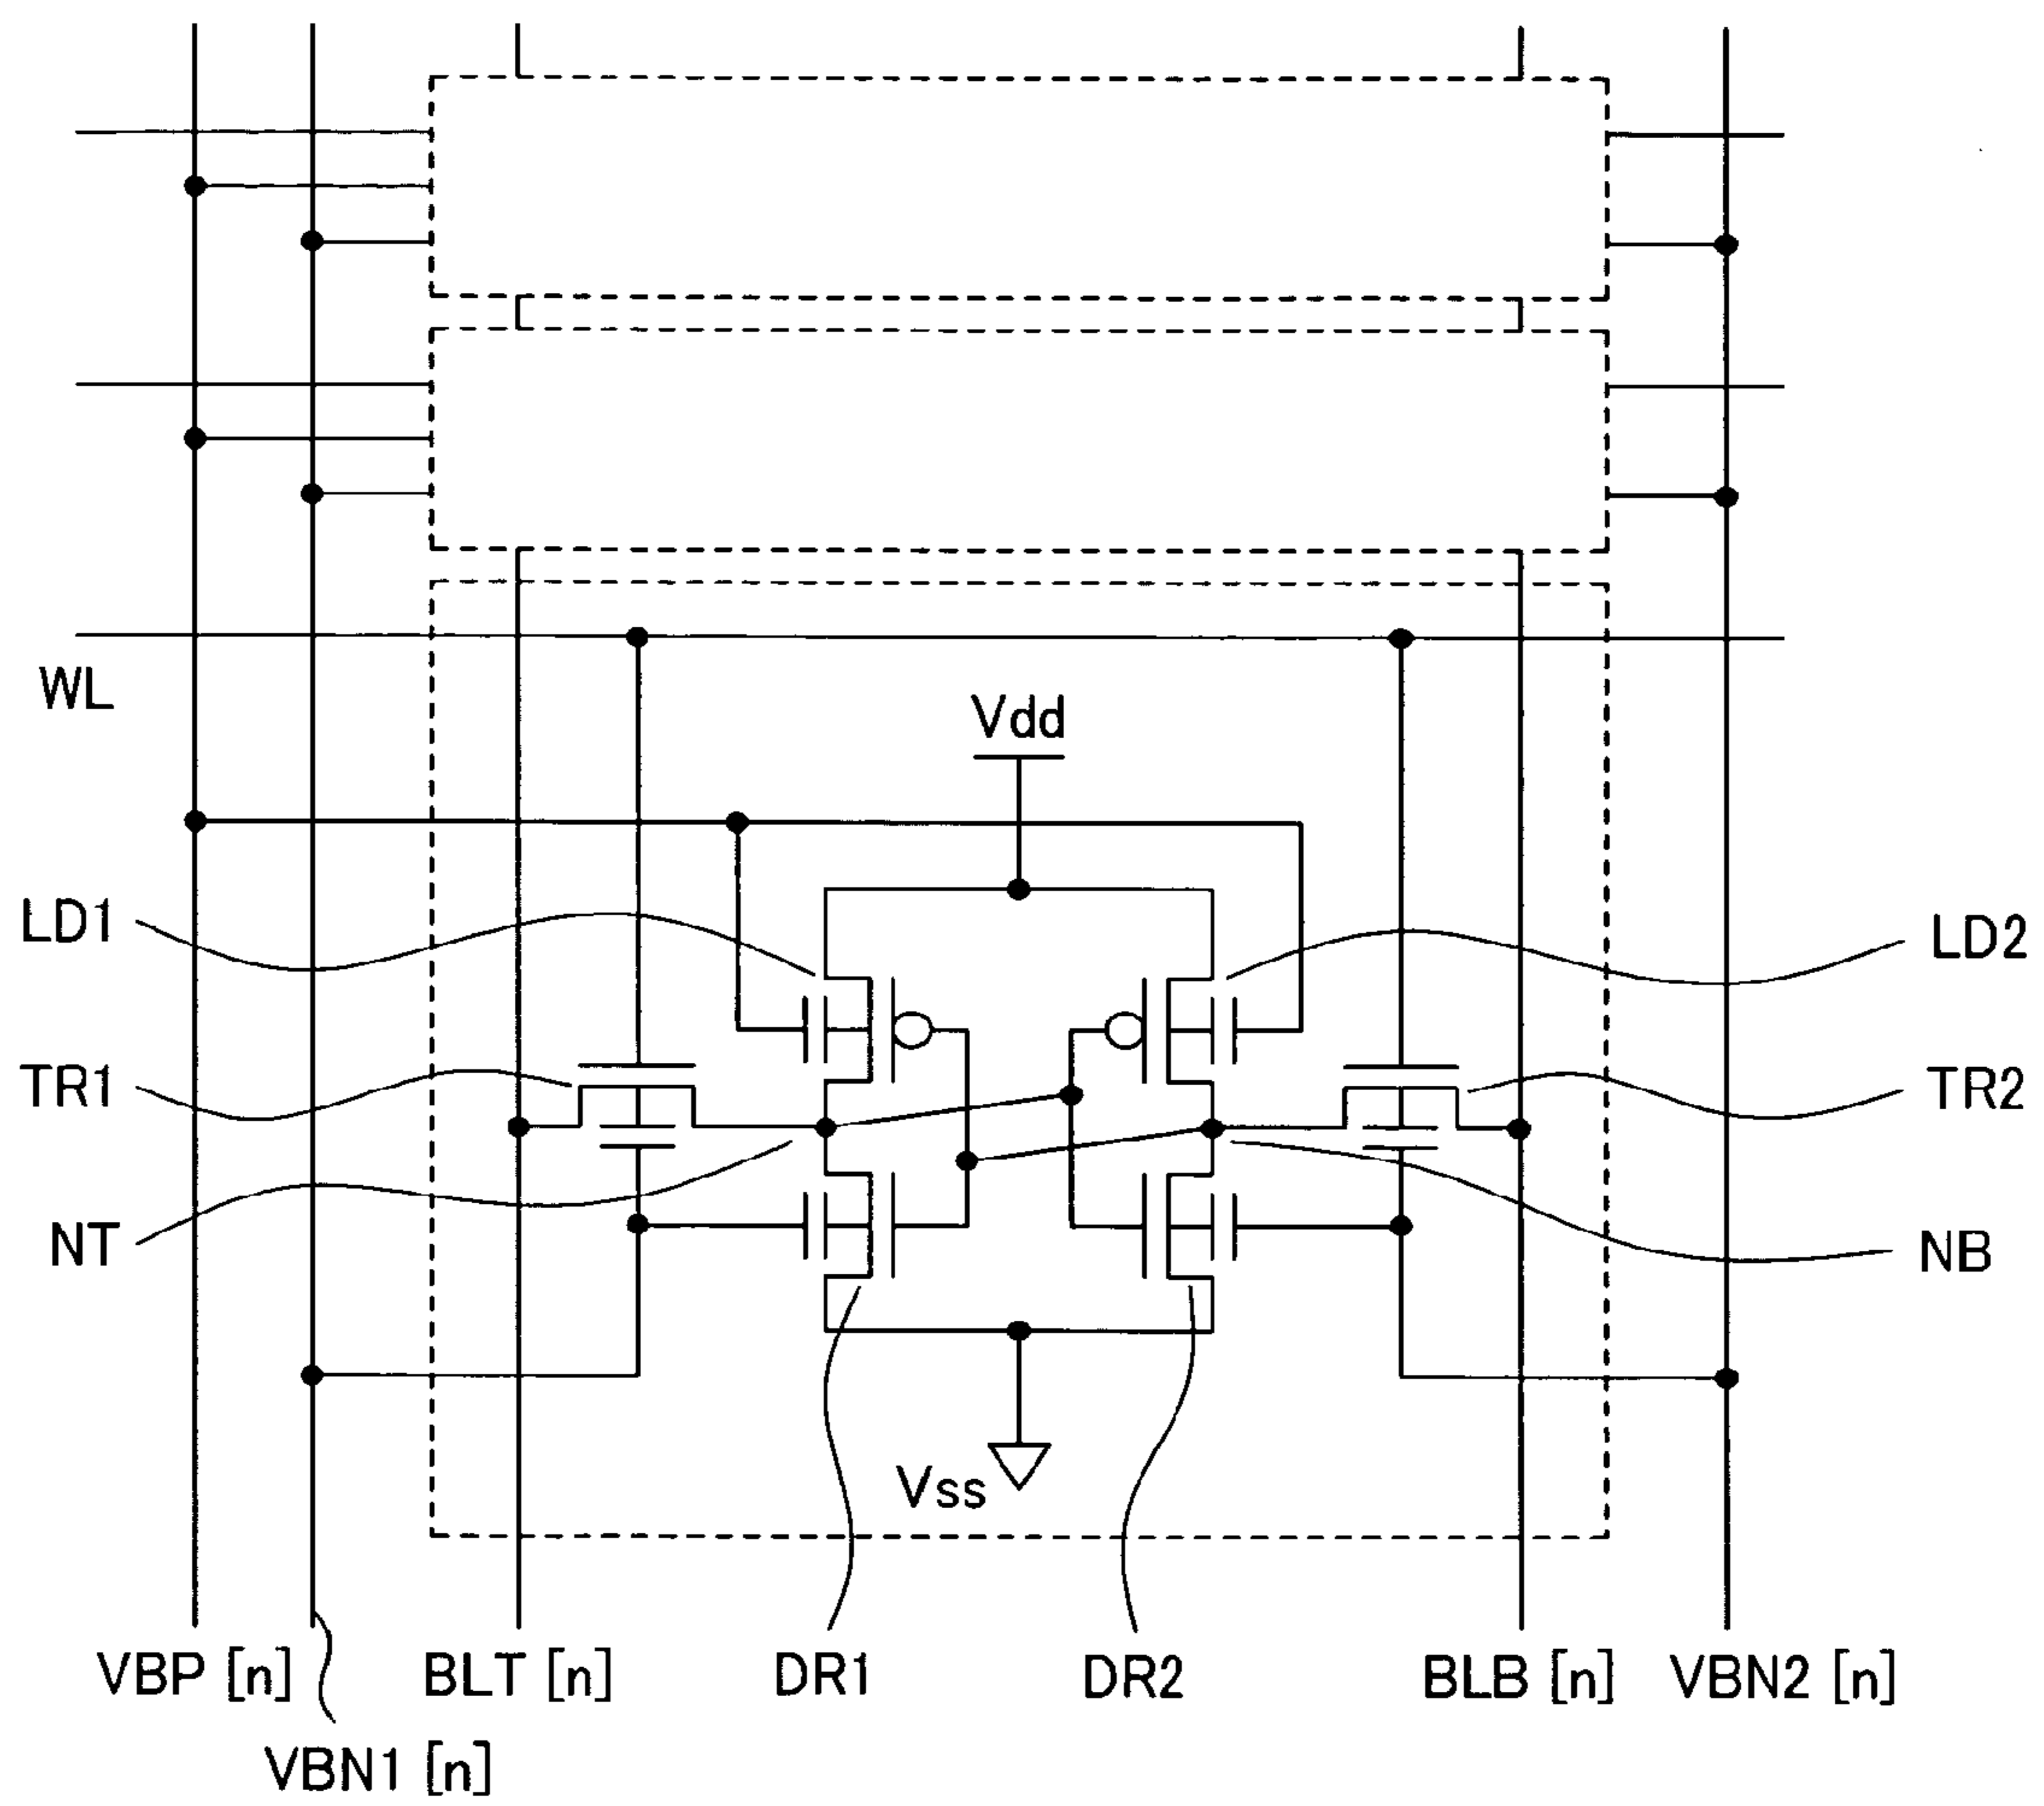 WL
Vdd
LD1
LD2
TR1
TR2
NT
NB
Vss
VBP [n]
BLT [n]
DR1
DR2
BLB [n]
VBN2 [n]
VBN1 [n]